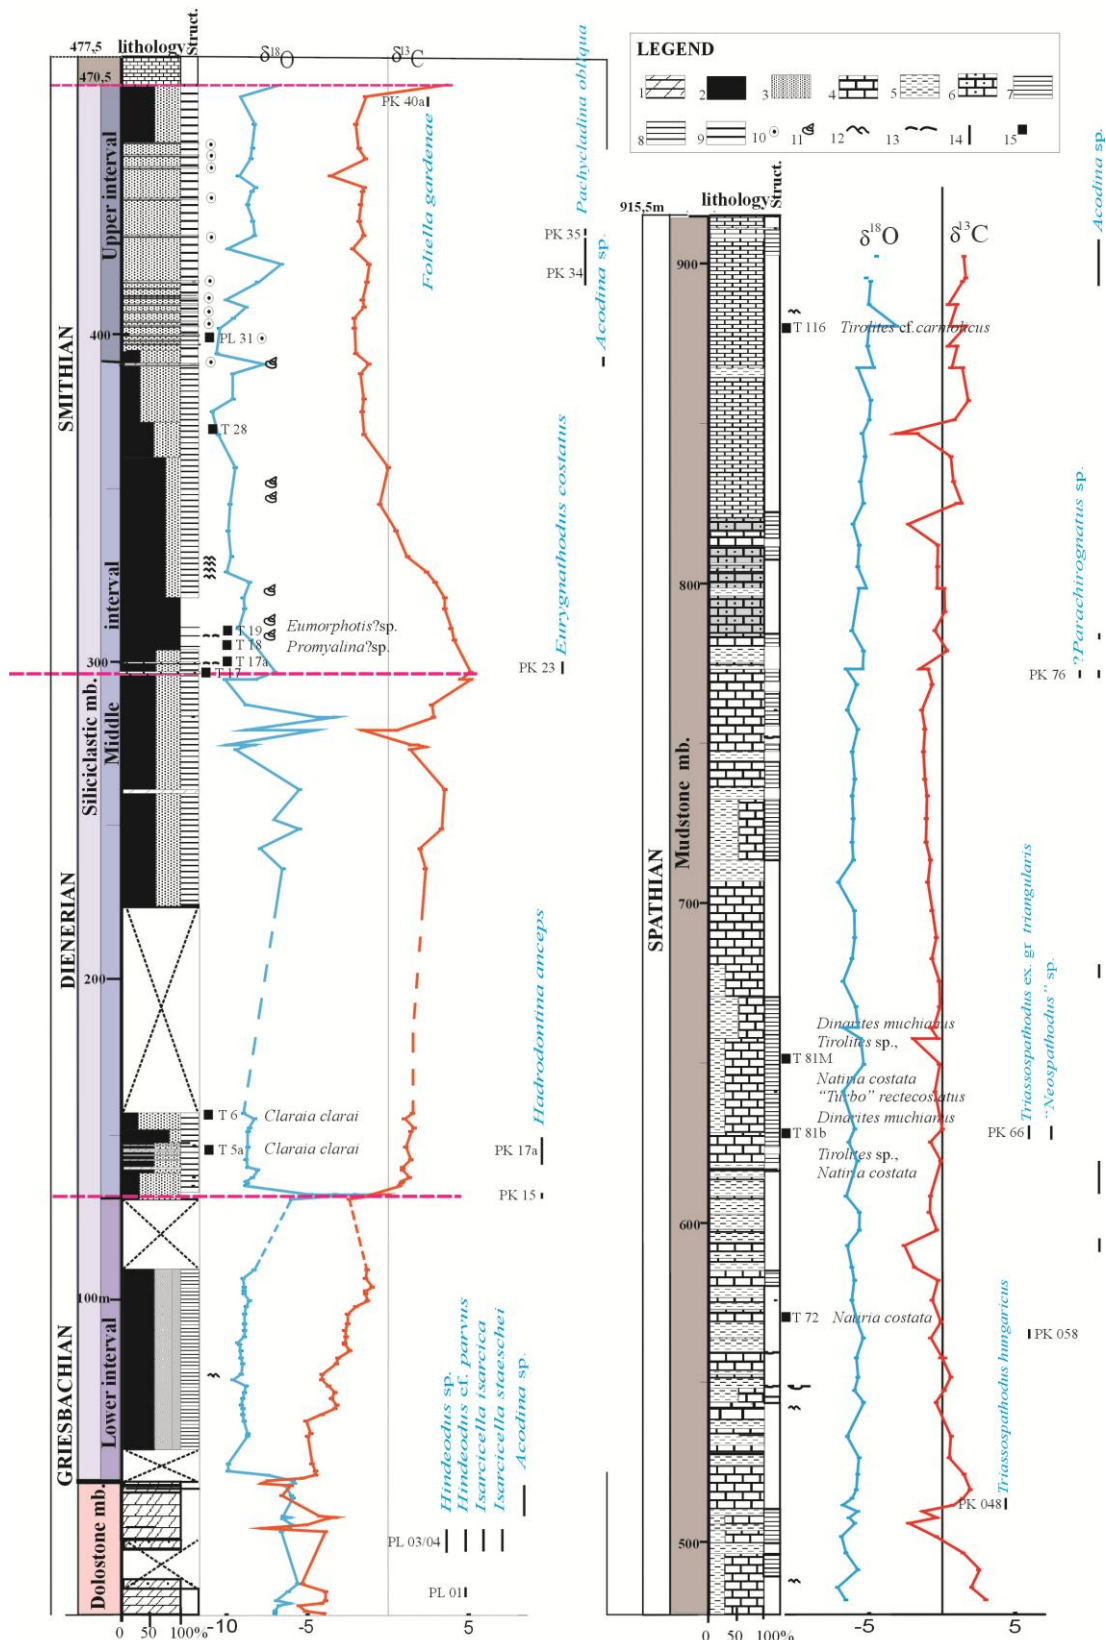 477,5
lithology
Struct.
δ¹⁸O
δ¹³C
470,5
PK 40a
Foliella gardenae
Pachycladina obliqua
Acodina sp.
PK 35
PK 34
400
PL 31
T 28
Eurygnathodus costatus
T 19
Eumorphotis?sp.
T 18
Promyalina?sp.
300
T 17a
T 17
PK 23
200
Hadrodontina anceps
T 6
Claraia clarai
T 5a
Claraia clarai
PK 17a
PK 15
100m
Hindeodus sp.
Hindeodus cf. parvus
Isarcicella isarcica
Isarcicella staeschei
Acodina sp.
PL 03/04
PL 01
SMITHIAN
DIENERIAN
GRIESBACHIAN
Siliciclastic mb.
Upper interval
Middle interval
Lower interval
Dolostone mb.
0 50 100%
-10 -5 5
LEGEND
1 2 3 4 5 6 7
8 9 10 11 12 13 14 15
915,5m
lithology
Struct.
δ¹⁸O
δ¹³C
Acodina sp.
900
T 116
Tirolites cf.carniolicus
800
?Parachirognatus sp.
PK 76
700
Triassospathodus ex. gr triangularis
"Neospathodus" sp.
Dinarites muchianus
Tirolites sp.,
T 81M
Natiria costata
"Turbo" rectecostatus
Dinarites muchianus
T 81b
PK 66
Tirolites sp.,
Natiria costata
600
Triassospathodus hungaricus
T 72
Natiria costata
PK 058
PK 048
500
SPATHIAN
Mudstone mb.
0 50 100%
-5 5